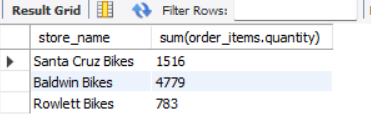 Result Grid Filter Rows:
store_name sum(order_items.quantity)
Santa Cruz Bikes 1516
Baldwin Bikes 4779
Rowlett Bikes 783